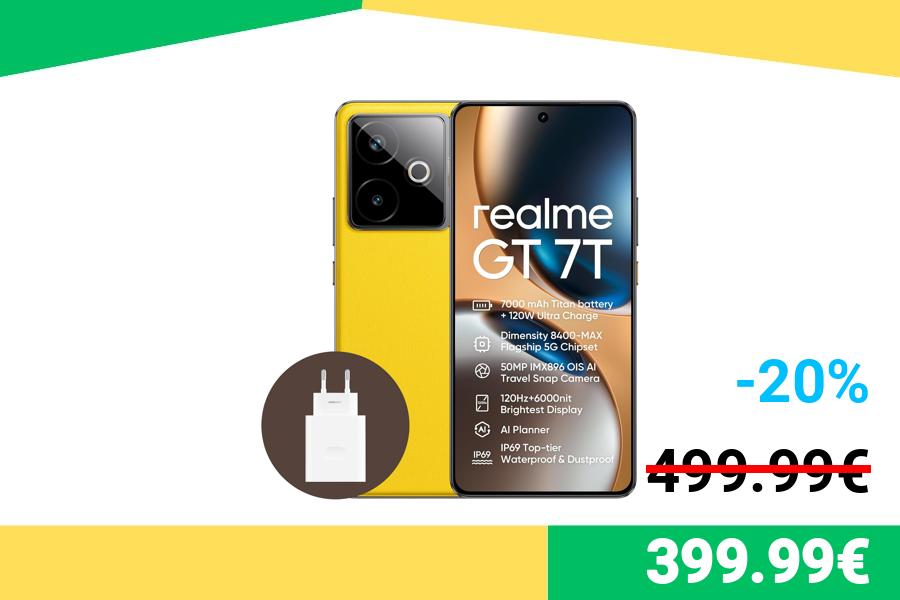 realme
GT 7T
7000 mAh Titan battery
+ 120W Ultra Charge
Dimensity 8400-MAX
Flagship 5G Chipset
50MP IMX896 OIS AI
Travel Snap Camera
120Hz+6000nit
Brightest Display
AI
AI Planner
IP69
IP69 Top-tier
Waterproof & Dustproof
-20%
499.99€
399.99€